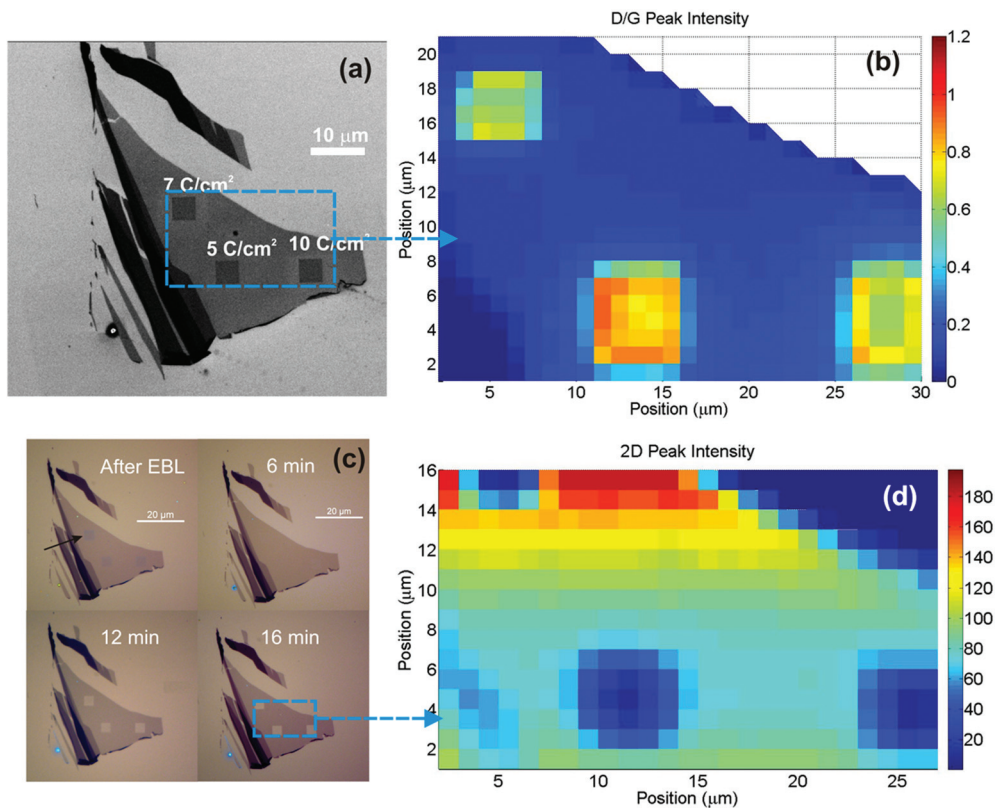 (a)
10 μm
7 C/cm²
5 C/cm²
10 C/cm²
D/G Peak Intensity
(b)
Position (μm)
20
18
16
14
12
10
8
6
4
2
5
10
15
20
25
30
Position (μm)
1.2
1
0.8
0.6
0.4
0.2
0
After EBL
20 μm
6 min
(c)
20 μm
12 min
16 min
2D Peak Intensity
(d)
Position (μm)
16
14
12
10
8
6
4
2
5
10
15
20
25
Position (μm)
180
160
140
120
100
80
60
40
20